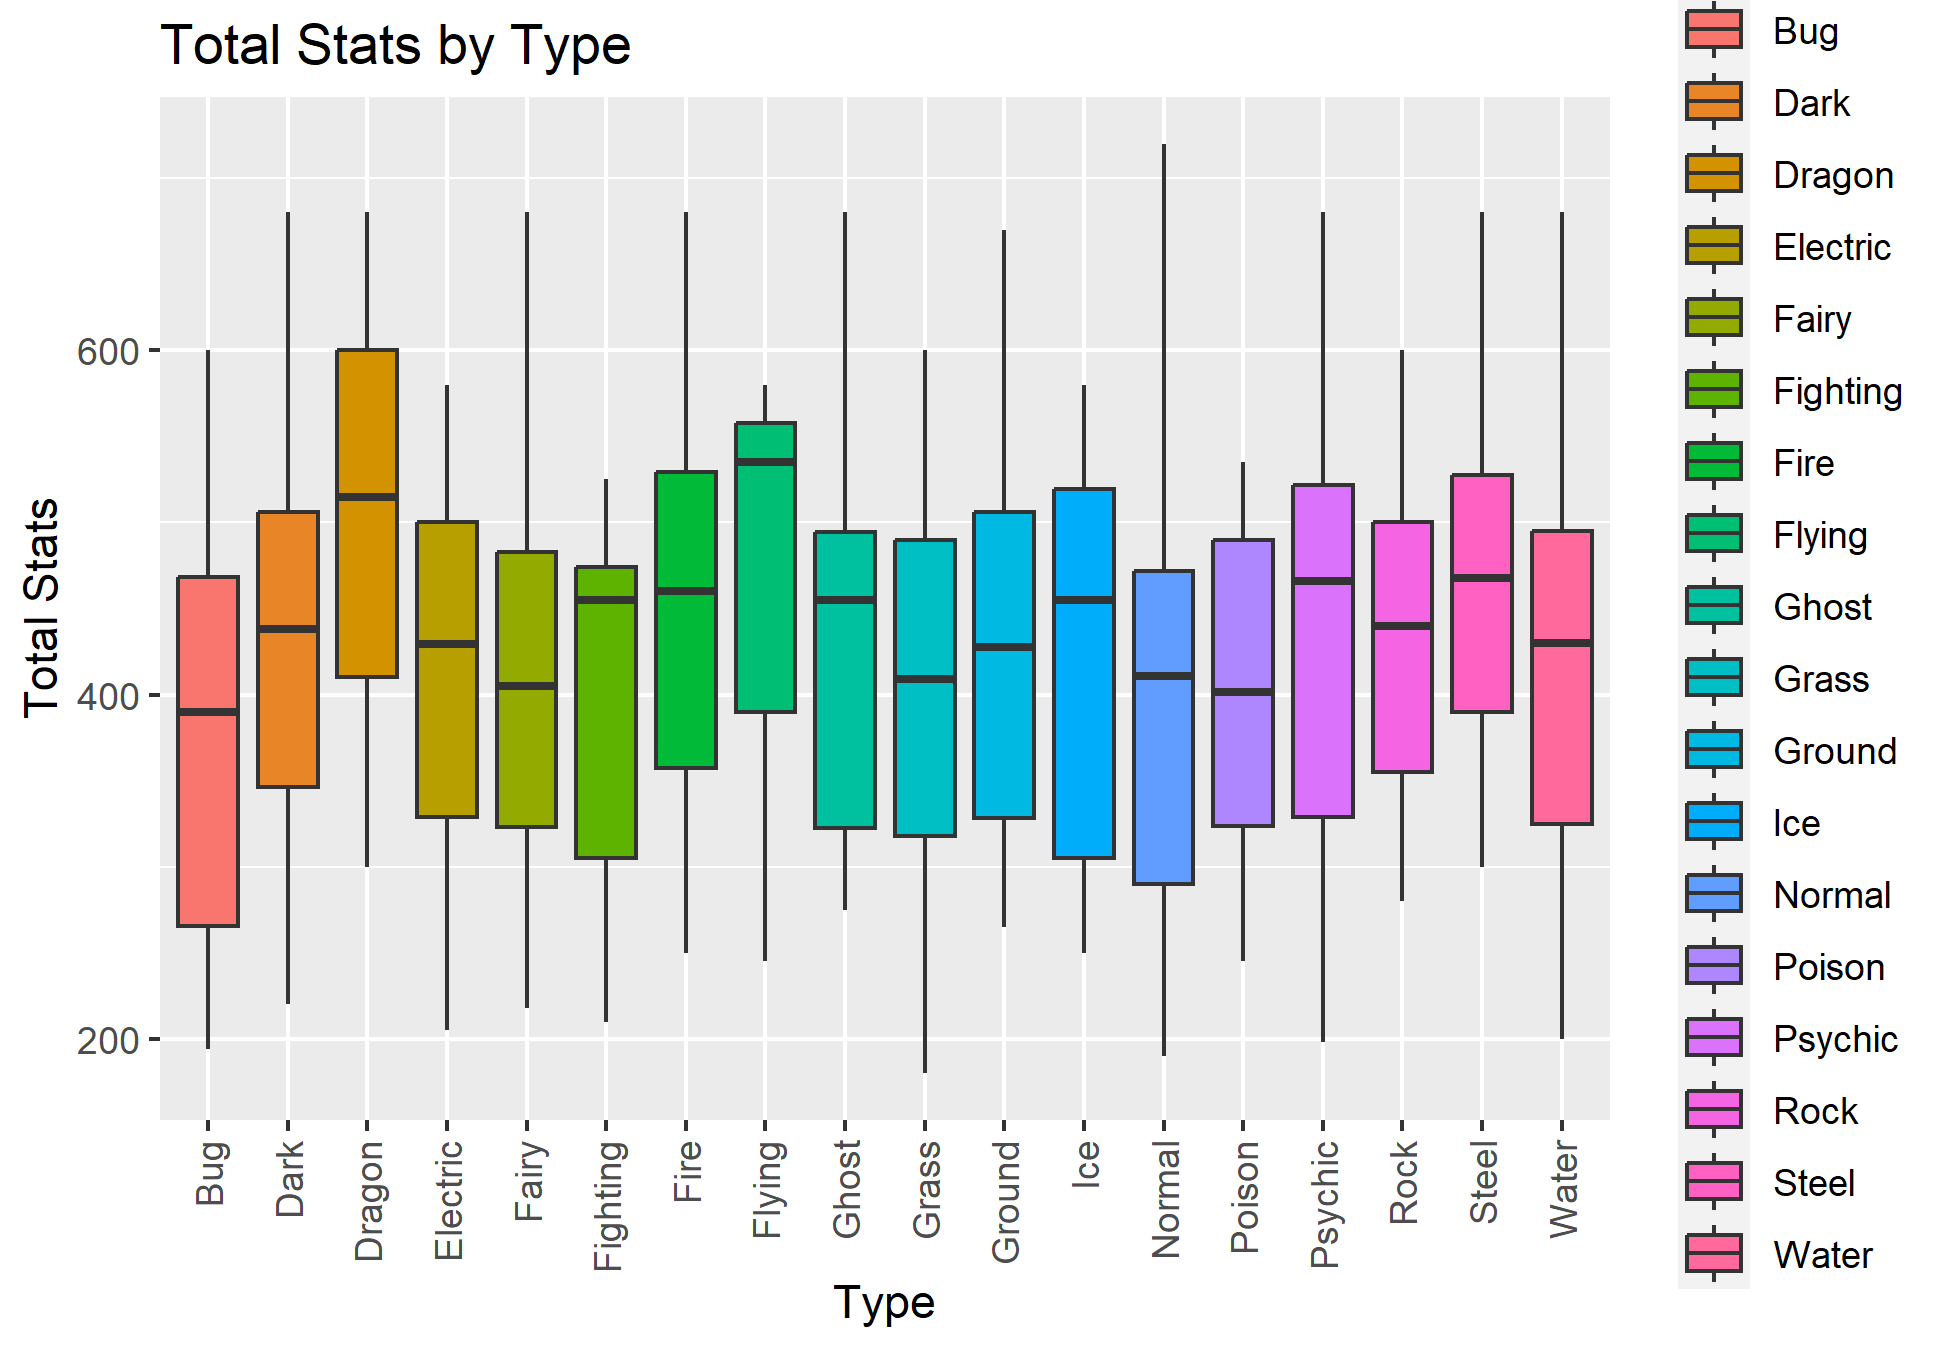 Total Stats by Type
Total Stats
600
400
200
Bug
Dark
Dragon
Electric
Fairy
Fighting
Fire
Flying
Ghost
Grass
Ground
Ice
Normal
Poison
Psychic
Rock
Steel
Water
Type
Bug
Dark
Dragon
Electric
Fairy
Fighting
Fire
Flying
Ghost
Grass
Ground
Ice
Normal
Poison
Psychic
Rock
Steel
Water